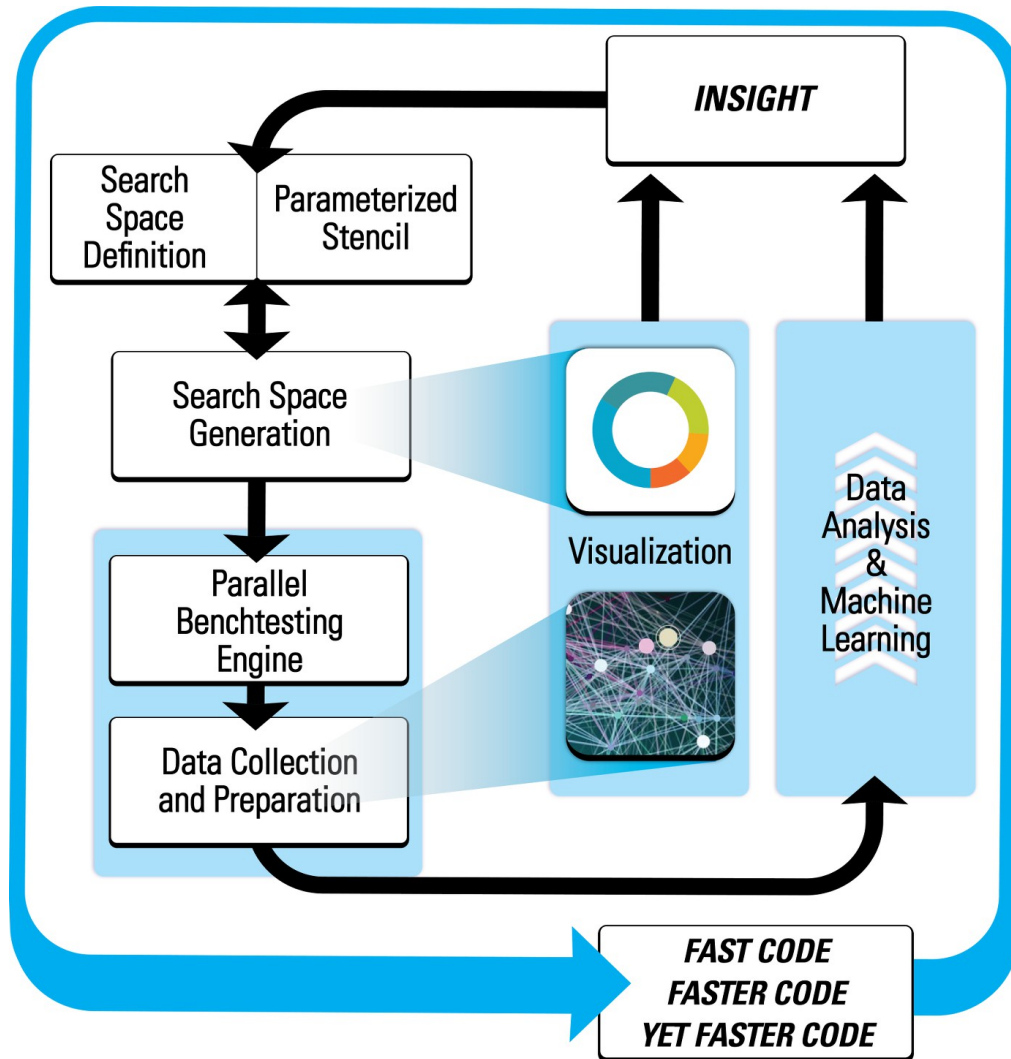 INSIGHT
Search
Space
Definition
Parameterized
Stencil
Search Space
Generation
Parallel
Benchtesting
Engine
Data Collection
and Preparation
Visualization
Data
Analysis
&
Machine
Learning
FAST CODE
FASTER CODE
YET FASTER CODE